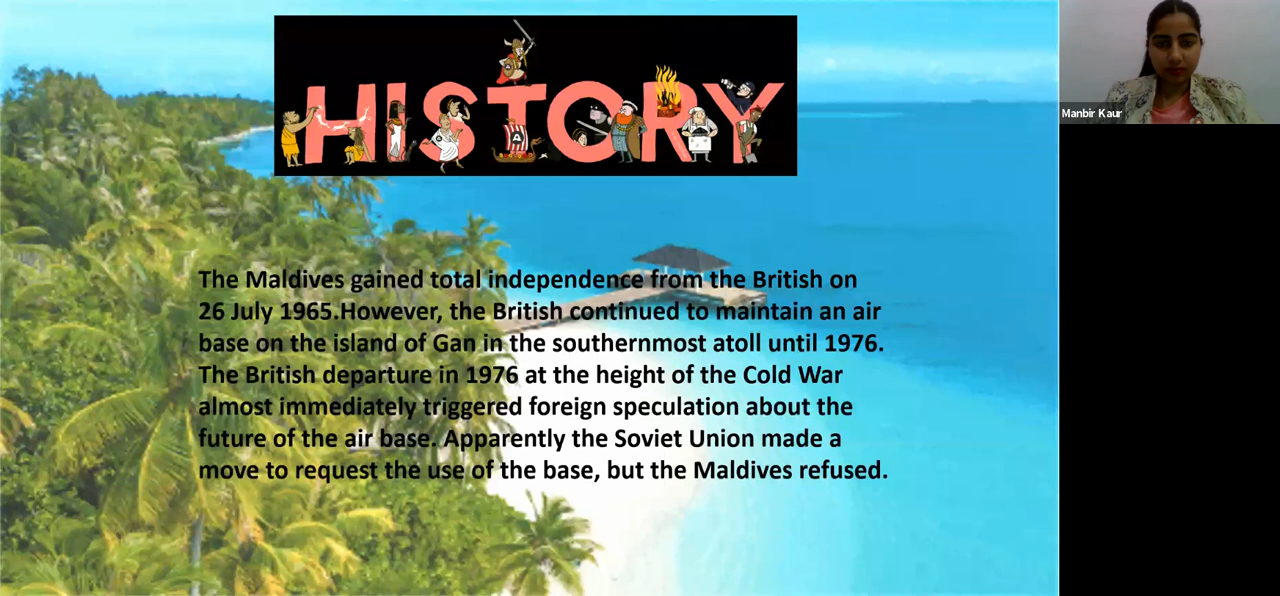 HISTORY
Manbir Kaur
The Maldives gained total independence from the British on
26 July 1965.However, the British continued to maintain an air
base on the island of Gan in the southernmost atoll until 1976.
The British departure in 1976 at the height of the Cold War
almost immediately triggered foreign speculation about the
future of the air base. Apparently the Soviet Union made a
move to request the use of the base, but the Maldives refused.